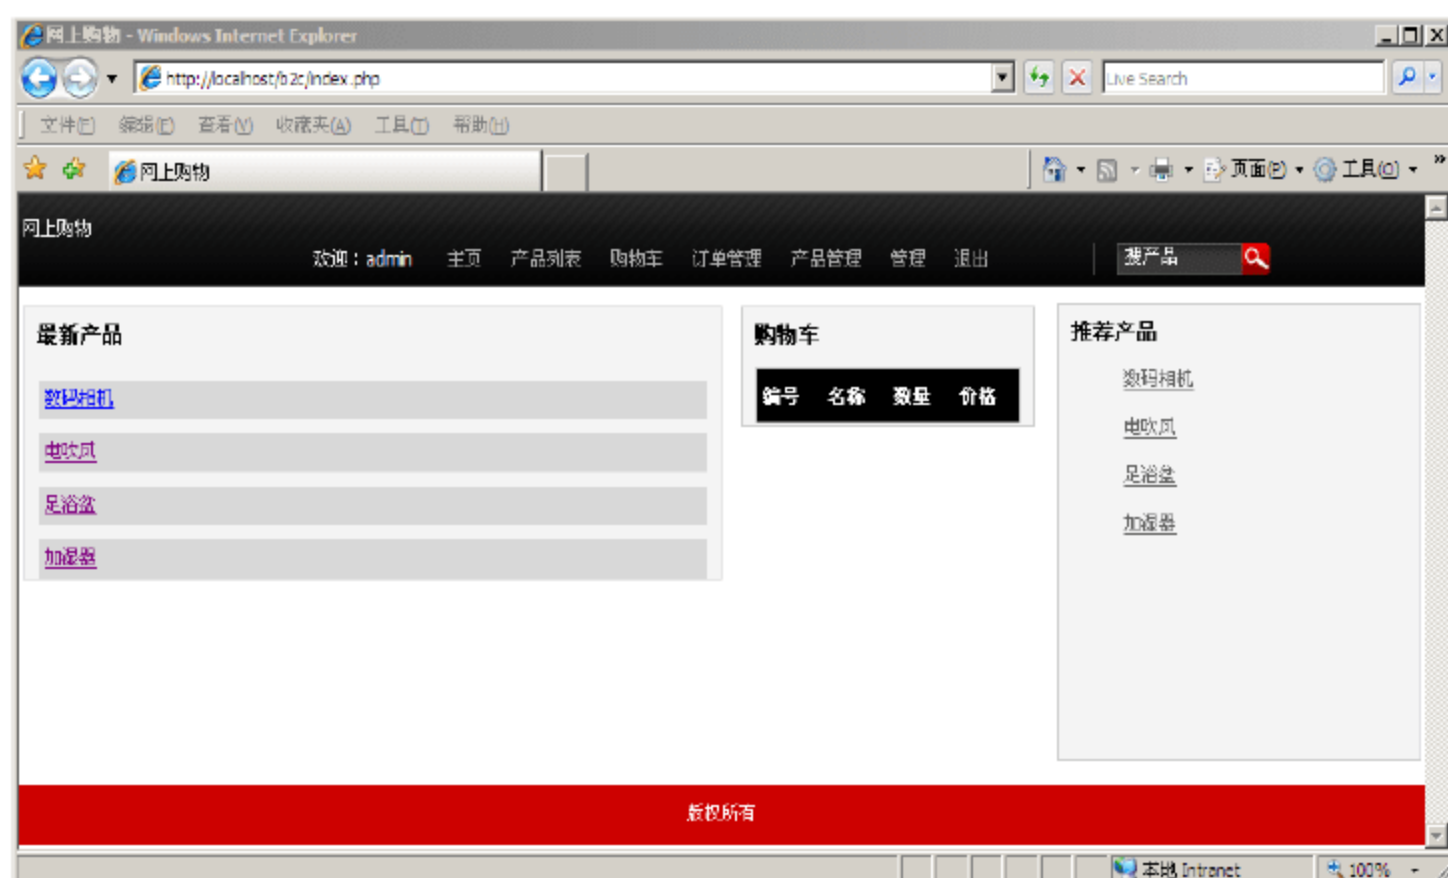 网上购物 - Windows Internet Explorer
http://localhost/b2c/index.php
Live Search
文件(F) 编辑(E) 查看(V) 收藏夹(A) 工具(T) 帮助(H)
网上购物
页面(P) 工具(O) »
网上购物
欢迎：admin 主页 产品列表 购物车 订单管理 产品管理 管理 退出 搜产品
最新产品
数码相机
电吹风
足浴盆
加湿器
购物车
编号 名称 数量 价格
推荐产品
数码相机
电吹风
足浴盆
加湿器
版权所有
本地 Intranet 100%